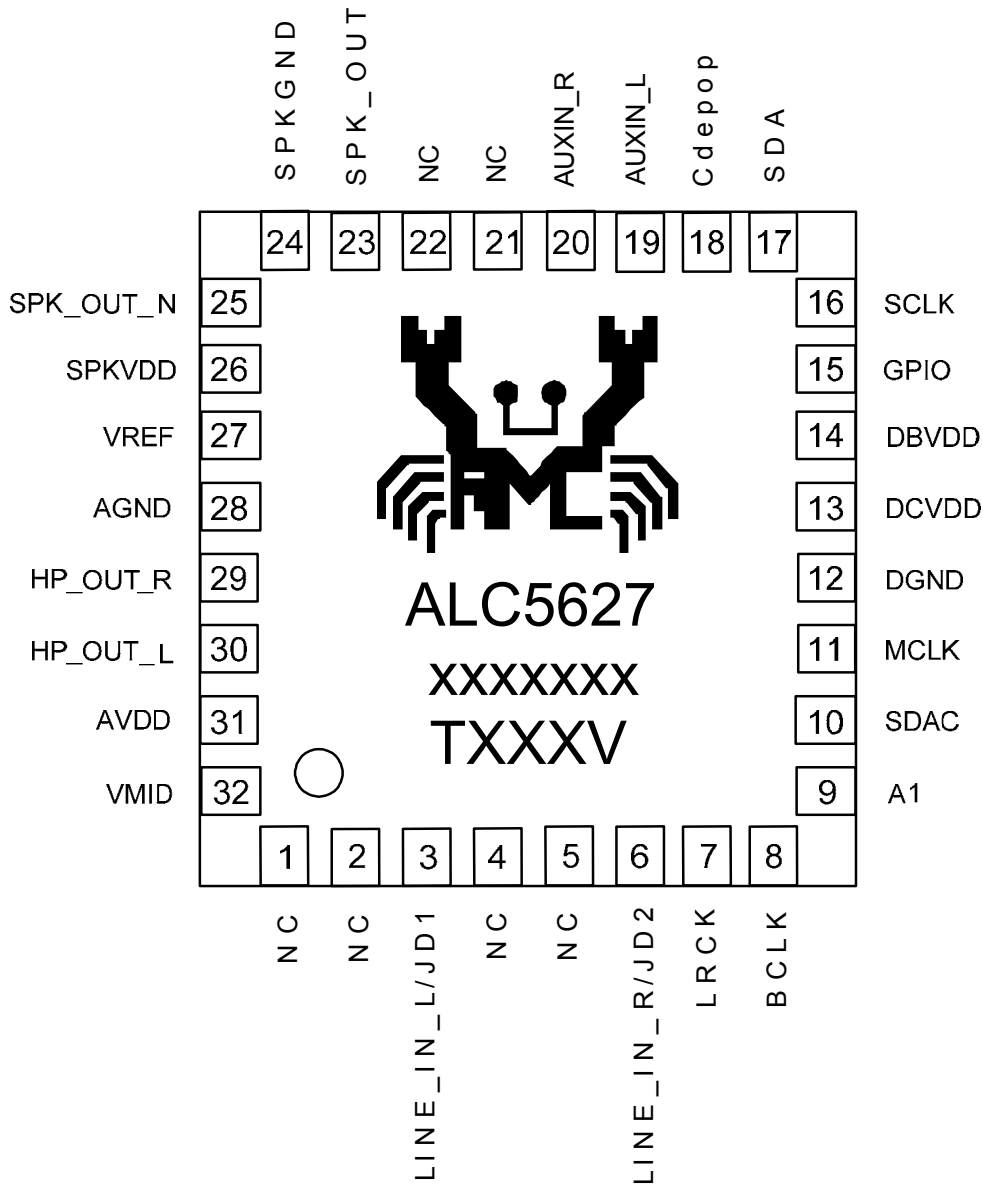 SPKGND
SPK_OUT
NC
NC
AUXIN_R
AUXIN_L
Cdepop
SDA
24
23
22
21
20
19
18
17
SPK_OUT_N 25
16 SCLK
SPKVDD 26
15 GPIO
VREF 27
14 DBVDD
AGND 28
13 DCVDD
HP_OUT_R 29
12 DGND
HP_OUT_L 30
11 MCLK
AVDD 31
10 SDAC
VMID 32
9 A1
AMC
ALC5627
XXXXXXX
TXXXV
1
2
3
4
5
6
7
8
NC
NC
LINE_IN_L/JD1
NC
NC
LINE_IN_R/JD2
LRCK
BCLK